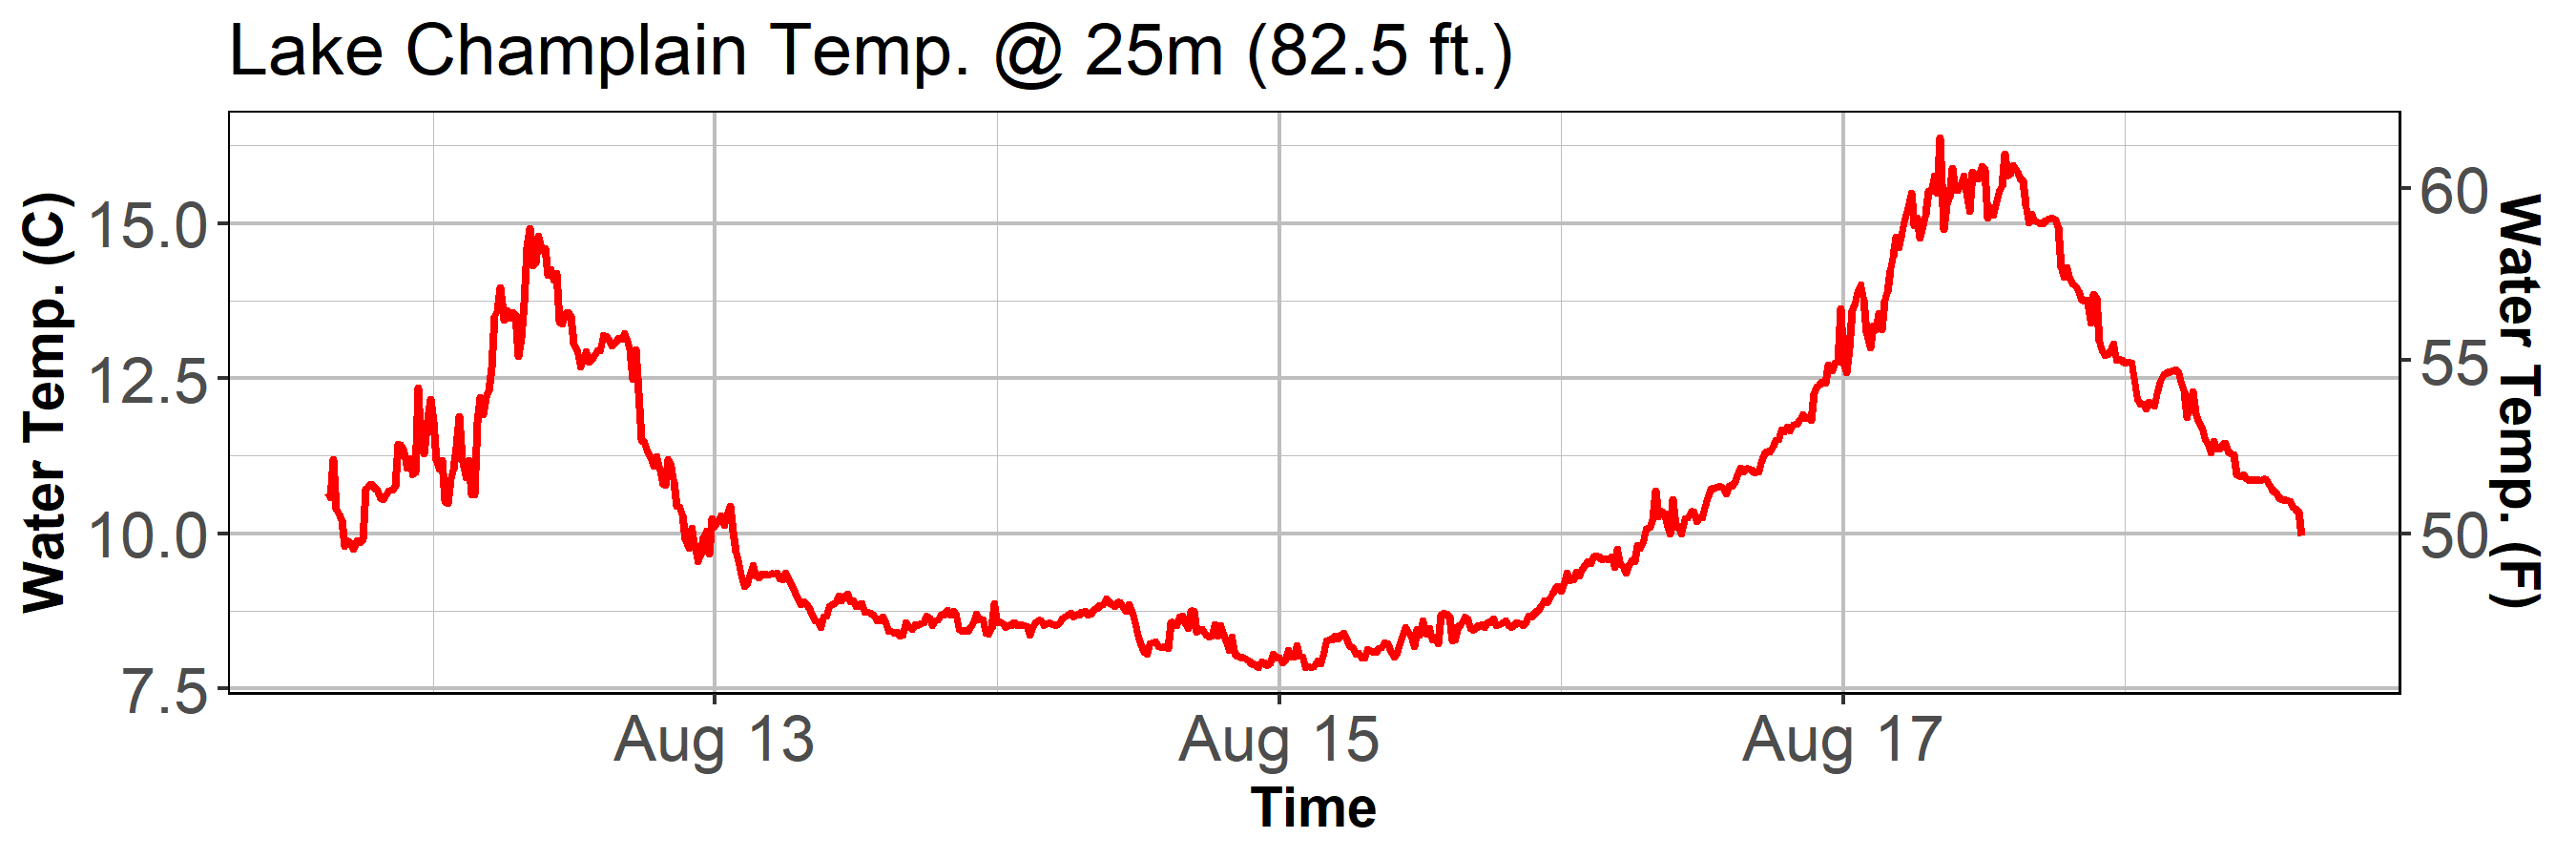 Lake Champlain Temp. @ 25m (82.5 ft.)
Water Temp. (C)
15.0
12.5
10.0
7.5
60
55
50
Water Temp. (F)
Aug 13
Aug 15
Aug 17
Time